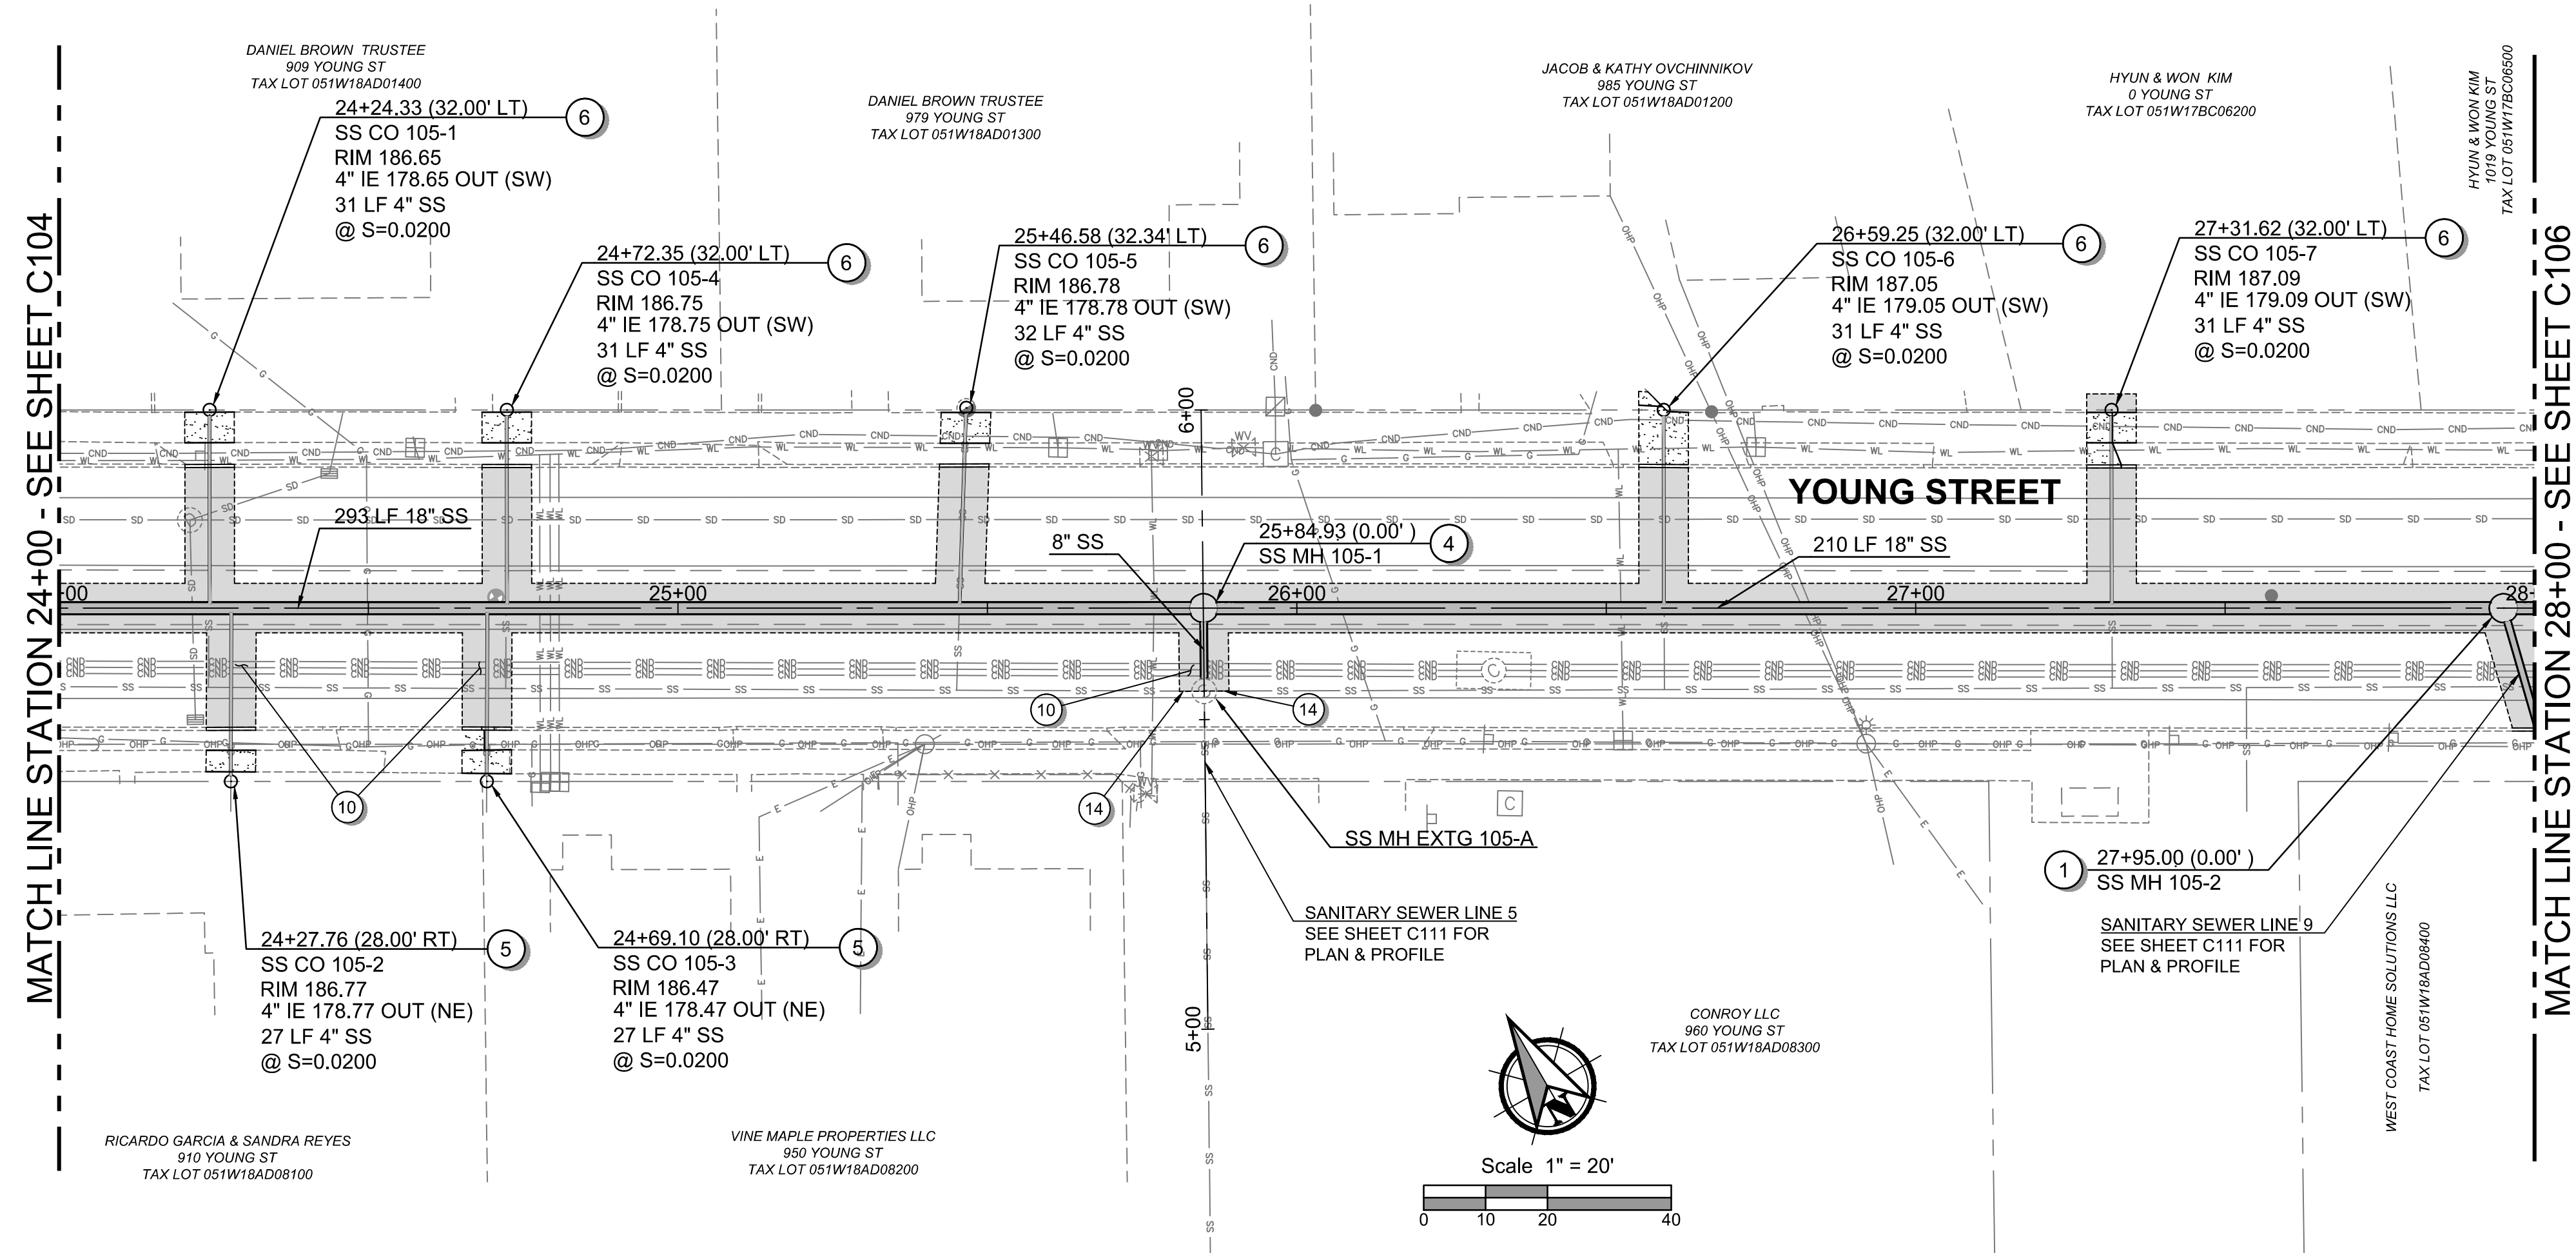 MATCH LINE STATION 24+00 - SEE SHEET C104
DANIEL BROWN TRUSTEE
909 YOUNG ST
TAX LOT 051W18AD01400
24+24.33 (32.00' LT)
6
SS CO 105-1
RIM 186.65
4" IE 178.65 OUT (SW)
31 LF 4" SS
@ S=0.0200
24+72.35 (32.00' LT)
6
SS CO 105-4
RIM 186.75
4" IE 178.75 OUT (SW)
31 LF 4" SS
@ S=0.0200
DANIEL BROWN TRUSTEE
979 YOUNG ST
TAX LOT 051W18AD01300
25+46.58 (32.34' LT)
6
SS CO 105-5
RIM 186.78
4" IE 178.78 OUT (SW)
32 LF 4" SS
@ S=0.0200
JACOB & KATHY OVCHINNIKOV
985 YOUNG ST
TAX LOT 051W18AD01200
26+59.25 (32.00' LT)
6
SS CO 105-6
RIM 187.05
4" IE 179.05 OUT (SW)
31 LF 4" SS
@ S=0.0200
HYUN & WON KIM
0 YOUNG ST
TAX LOT 051W17BC06200
27+31.62 (32.00' LT)
6
SS CO 105-7
RIM 187.09
4" IE 179.09 OUT (SW)
31 LF 4" SS
@ S=0.0200
HYUN & WON KIM
1019 YOUNG ST
TAX LOT 051W17BC06500
MATCH LINE STATION 28+00 - SEE SHEET C106
6+00
YOUNG STREET
293 LF 18" SS
8" SS
25+84.93 (0.00' )
4
SS MH 105-1
210 LF 18" SS
+00
25+00
26+00
27+00
28+
10
14
10
14
SS MH EXTG 105-A
1
27+95.00 (0.00' )
SS MH 105-2
SANITARY SEWER LINE 5
SEE SHEET C111 FOR
PLAN & PROFILE
SANITARY SEWER LINE 9
SEE SHEET C111 FOR
PLAN & PROFILE
24+27.76 (28.00' RT)
5
SS CO 105-2
RIM 186.77
4" IE 178.77 OUT (NE)
27 LF 4" SS
@ S=0.0200
24+69.10 (28.00' RT)
5
SS CO 105-3
RIM 186.47
4" IE 178.47 OUT (NE)
27 LF 4" SS
@ S=0.0200
5+00
RICARDO GARCIA & SANDRA REYES
910 YOUNG ST
TAX LOT 051W18AD08100
VINE MAPLE PROPERTIES LLC
950 YOUNG ST
TAX LOT 051W18AD08200
CONROY LLC
960 YOUNG ST
TAX LOT 051W18AD08300
WEST COAST HOME SOLUTIONS LLC
TAX LOT 051W18AD08400
N
Scale 1" = 20'
0 10 20 40